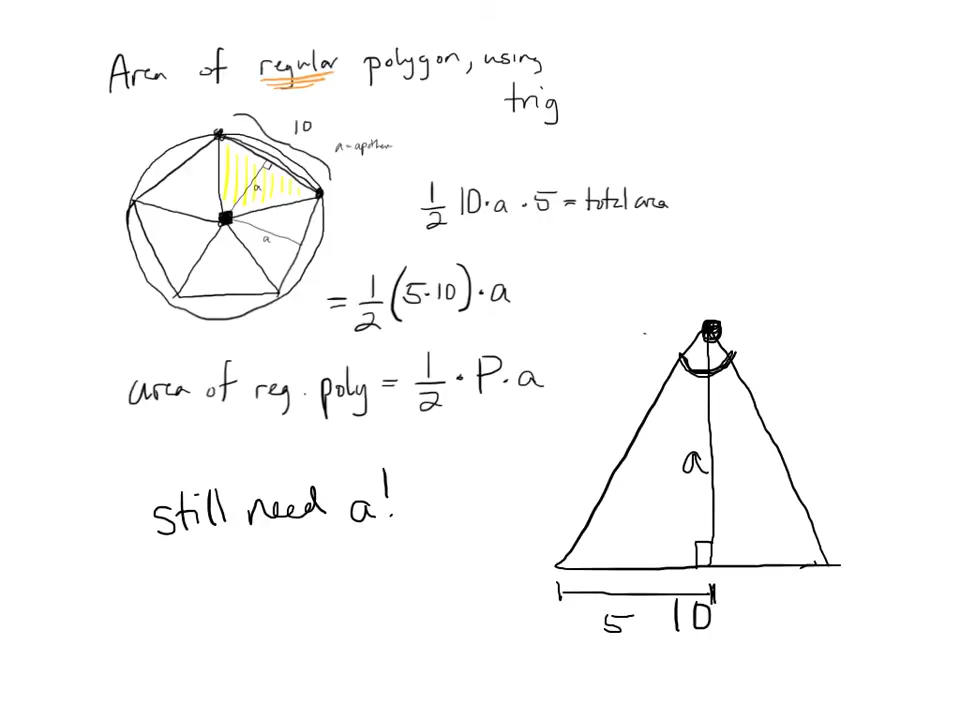 Area of regular polygon, using
trig
10
a=apothem
a
a
1/2 10·a·5 = total area
= 1/2 (5·10)·a
area of reg. poly = 1/2 · P·a
still need a!
a
5 10